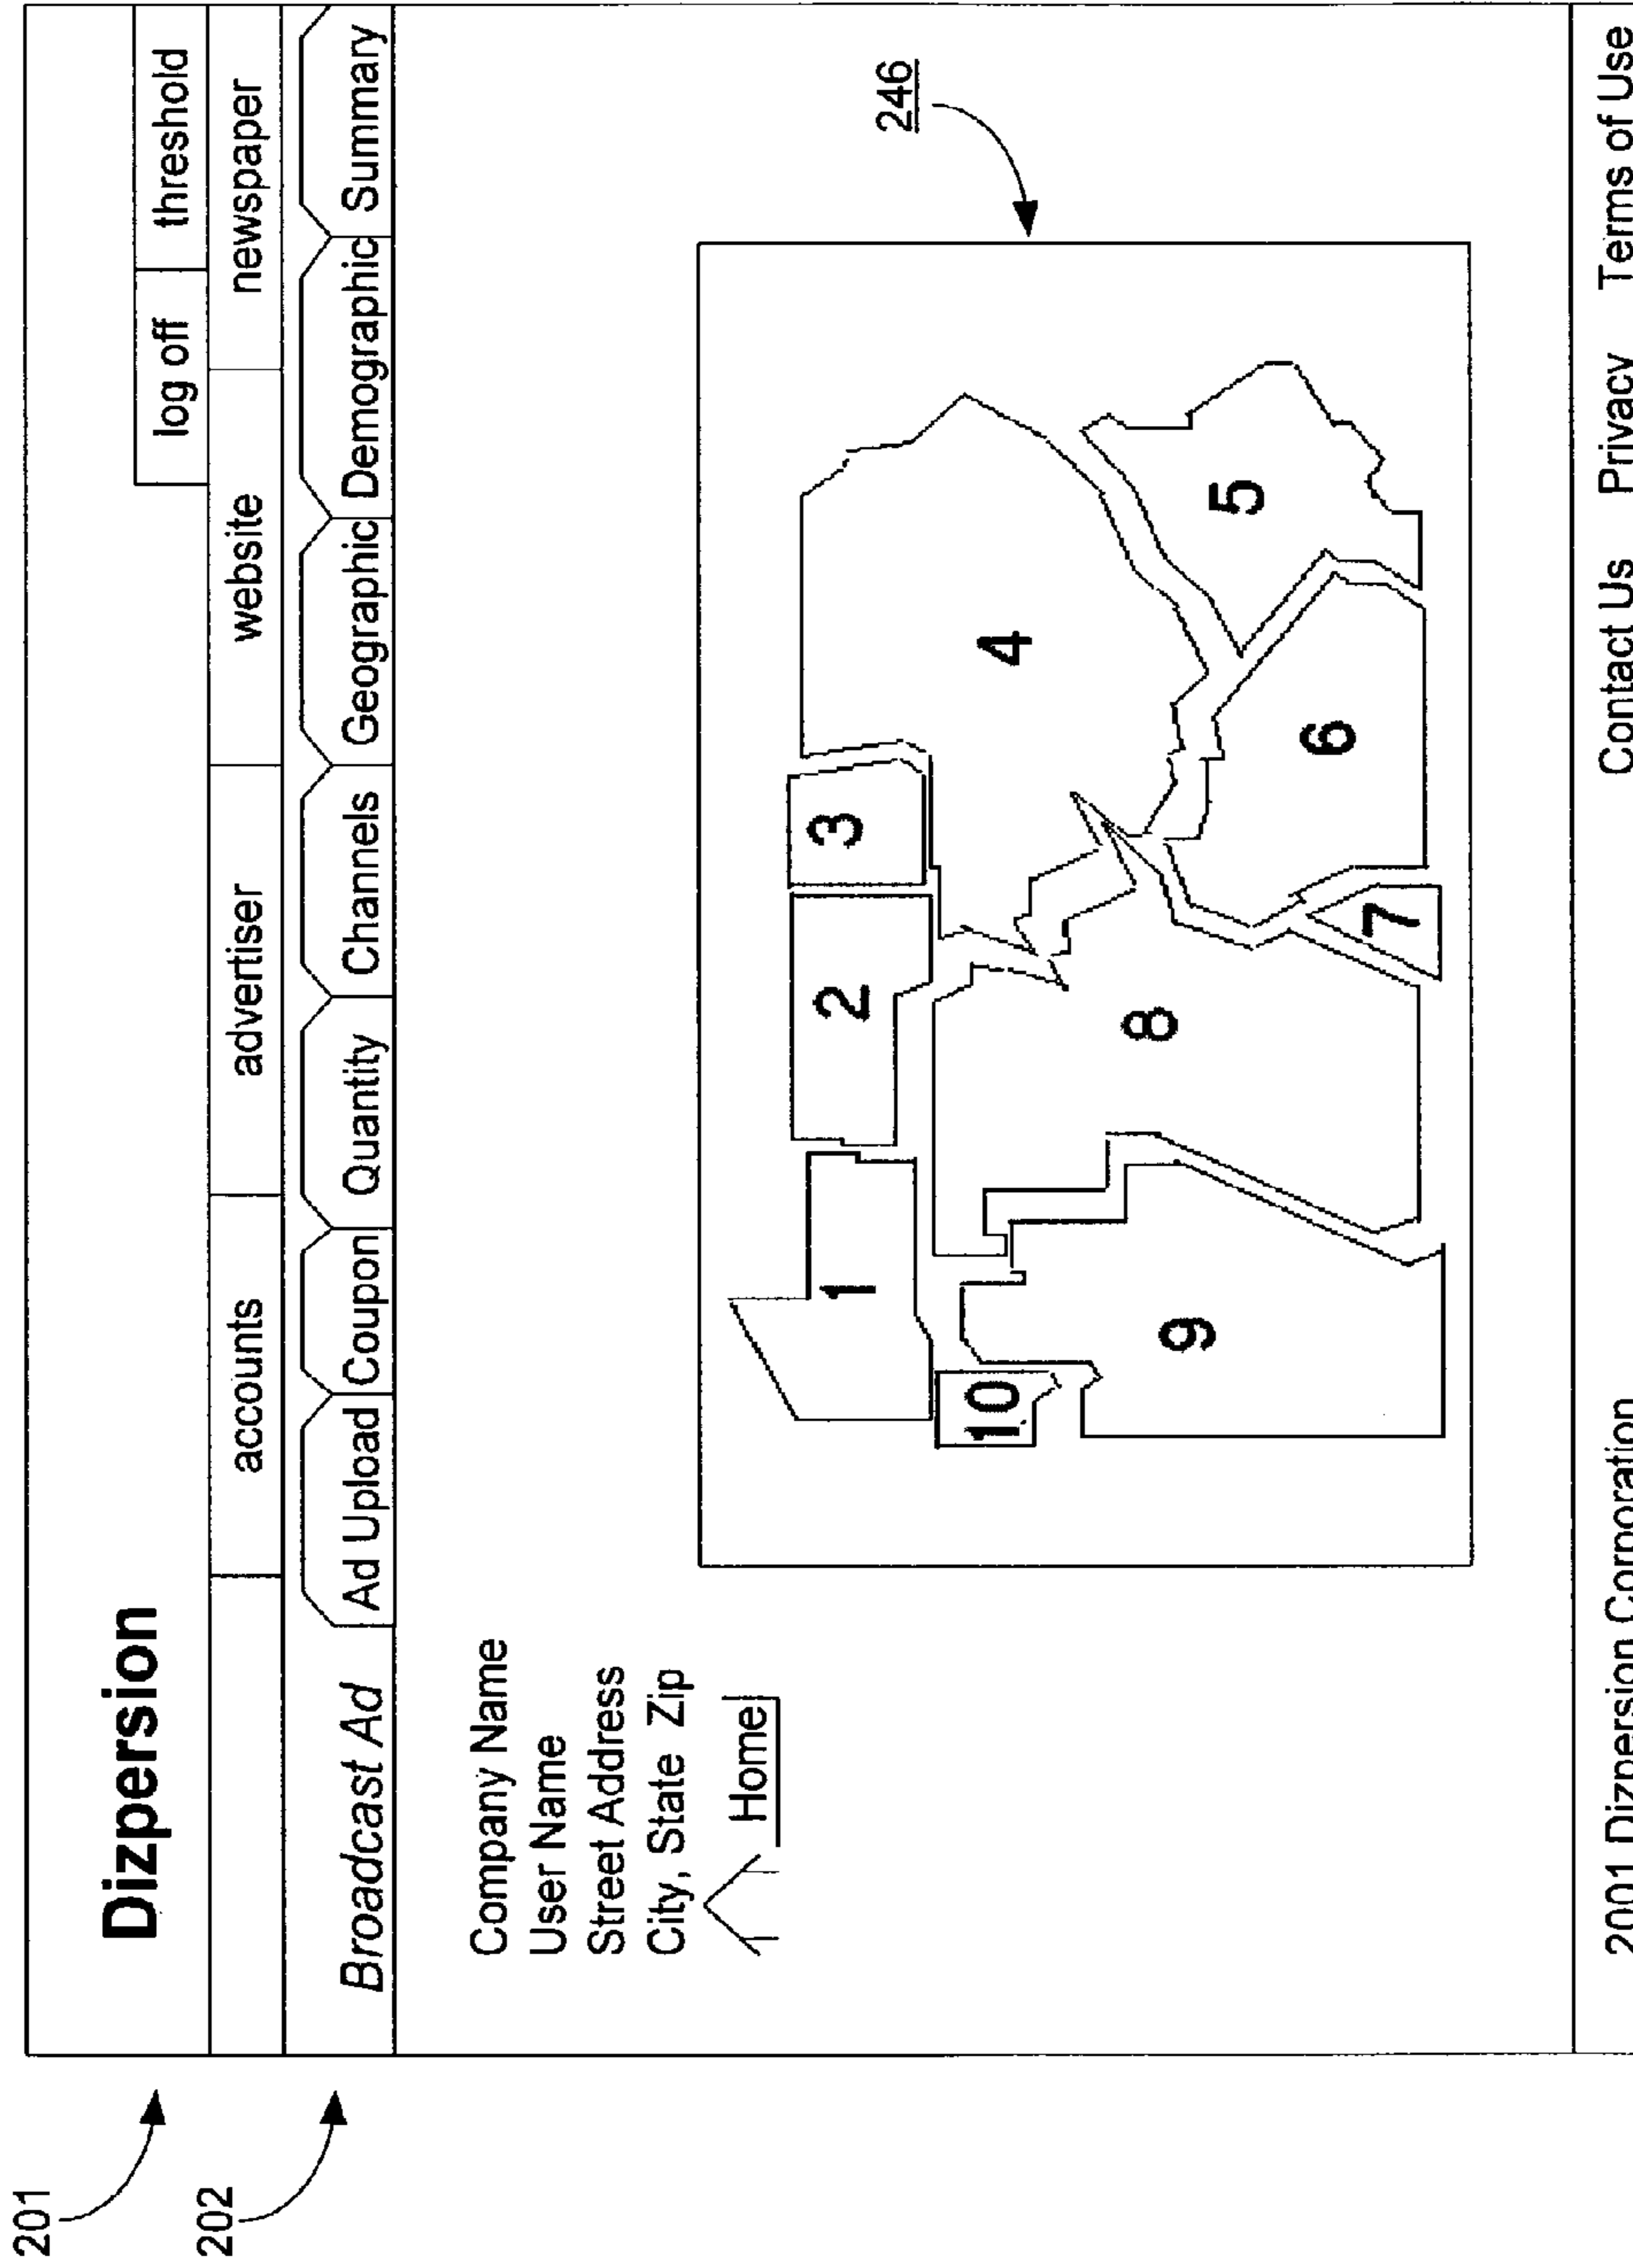 201
Dizpersion
log off threshold
accounts advertiser website newspaper
202
Broadcast Ad Ad Upload Coupon Quantity Channels Geographic Demographic Summary
Company Name
User Name
Street Address
City, State Zip
Home
246
1
2
3
4
5
6
7
8
9
10
2001 Dizpersion Corporation Contact Us Privacy Terms of Use